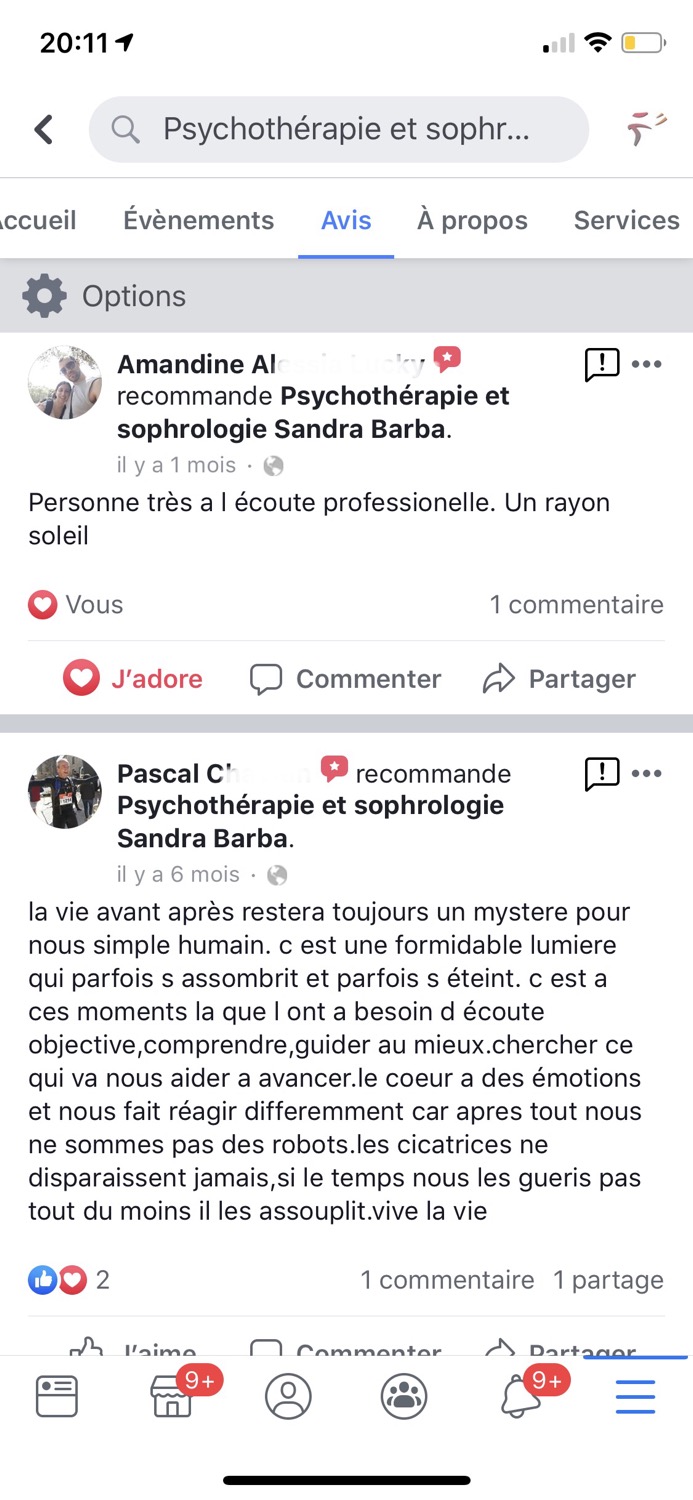 20:11
Psychothérapie et sophr...
ccueil Évènements Avis À propos Services
Options
Amandine
recommande Psychothérapie et
sophrologie Sandra Barba.
il y a 1 mois ·
Personne très a l écoute professionelle. Un rayon
soleil
Vous 1 commentaire
J'adore Commenter Partager
Pascal recommande
Psychothérapie et sophrologie
Sandra Barba.
il y a 6 mois ·
la vie avant après restera toujours un mystere pour
nous simple humain. c est une formidable lumiere
qui parfois s assombrit et parfois s éteint. c est a
ces moments la que l ont a besoin d écoute
objective,comprendre,guider au mieux.chercher ce
qui va nous aider a avancer.le coeur a des émotions
et nous fait réagir differemment car apres tout nous
ne sommes pas des robots.les cicatrices ne
disparaissent jamais,si le temps nous les gueris pas
tout du moins il les assouplit.vive la vie
2 1 commentaire 1 partage
J'aime Commenter Partager
9+ 9+